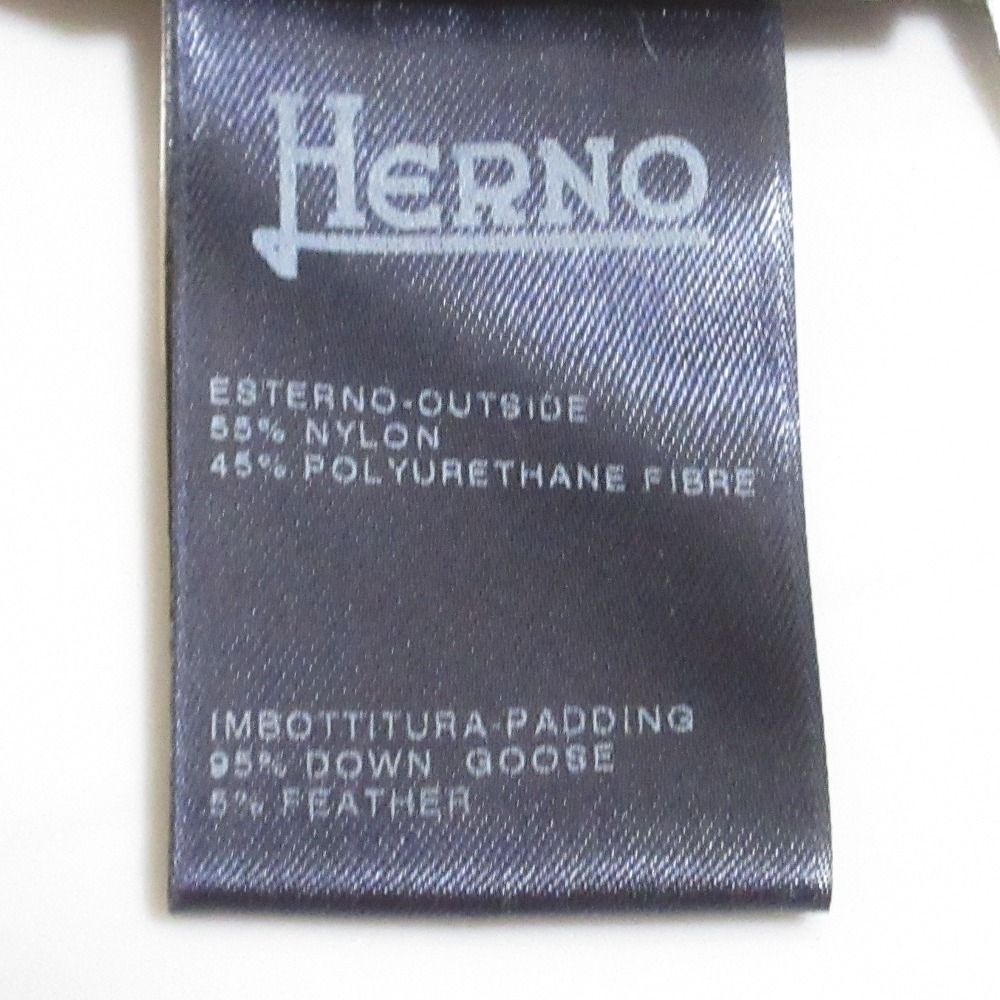 HERNO
ESTERNO-OUTSIDE
55% NYLON
45% POLYURETHANE FIBRE
IMBOTTITURA-PADDING
95% DOWN GOOSE
5% FEATHER